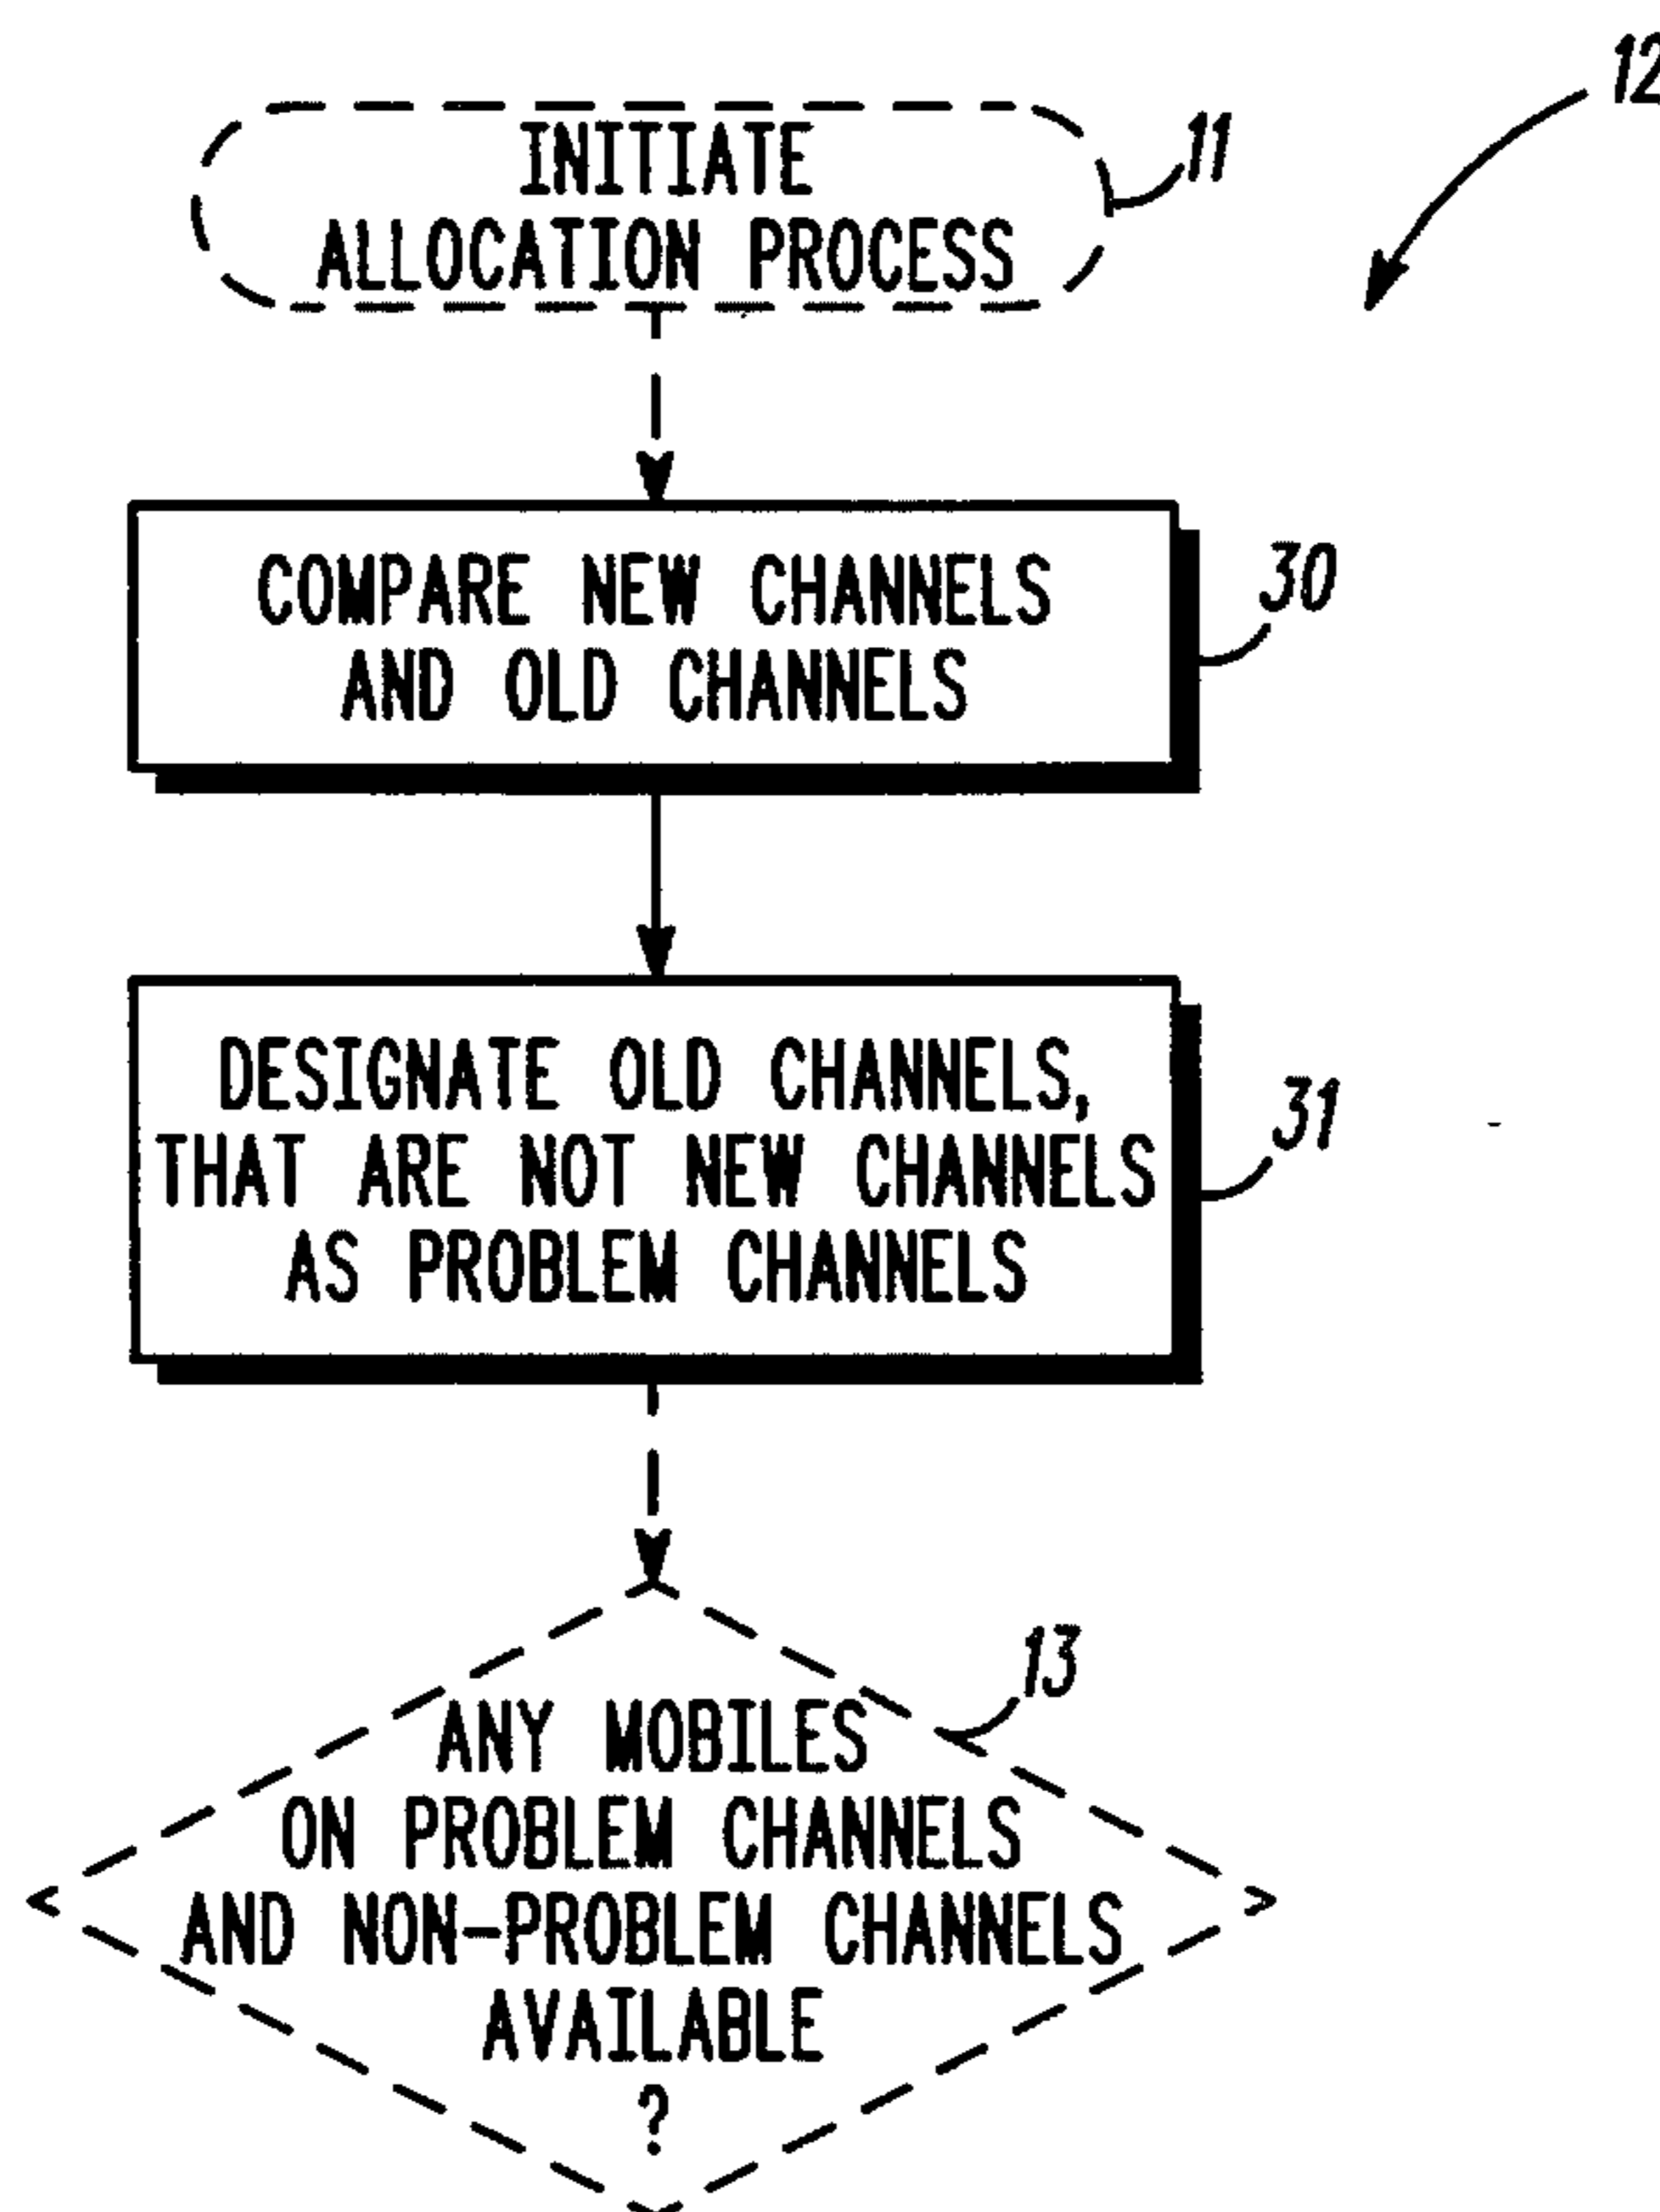 12
INITIATE
ALLOCATION PROCESS
11
COMPARE NEW CHANNELS
AND OLD CHANNELS
30
DESIGNATE OLD CHANNELS,
THAT ARE NOT NEW CHANNELS
AS PROBLEM CHANNELS
31
13
ANY MOBILES
ON PROBLEM CHANNELS
AND NON-PROBLEM CHANNELS
AVAILABLE
?